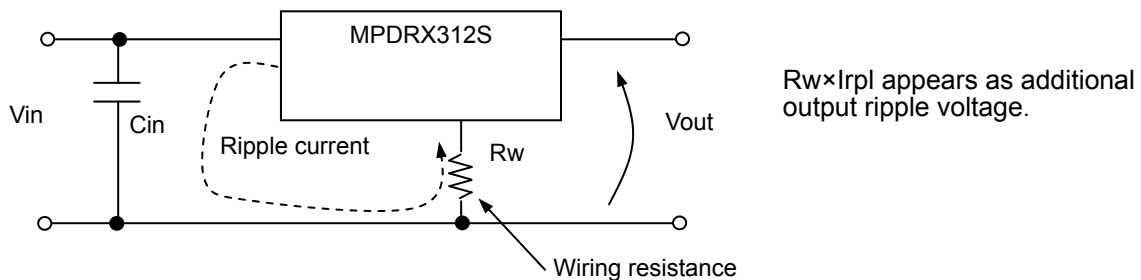 MPDRX312S
Rw×Irpl appears as additional
output ripple voltage.
Vin
Cin
Vout
Ripple current
Rw
Wiring resistance